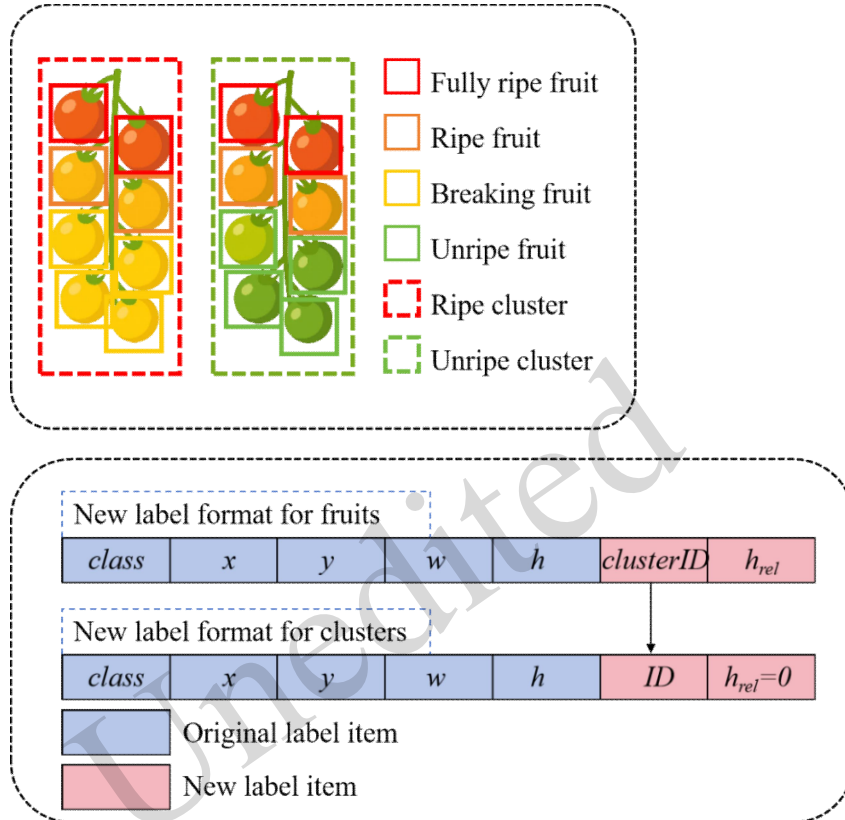 Fully ripe fruit
Ripe fruit
Breaking fruit
Unripe fruit
Ripe cluster
Unripe cluster
New label format for fruits
class x y w h clusterID h_rel
New label format for clusters
class x y w h ID h_rel=0
Original label item
New label item
Unedited